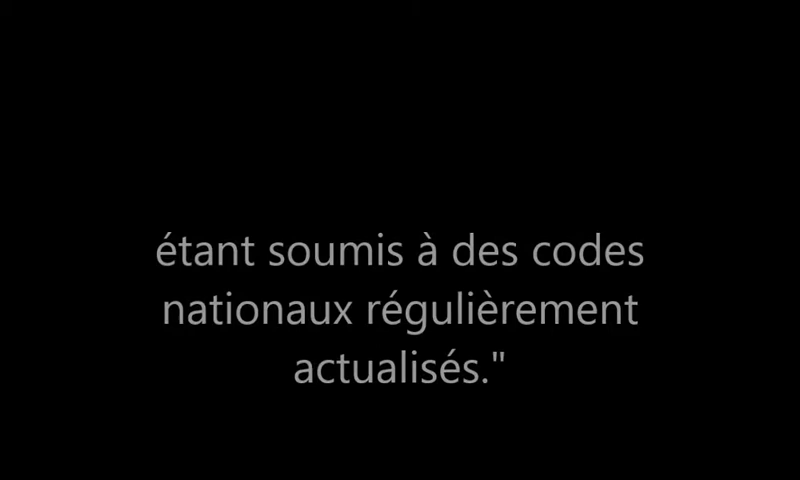 étant soumis à des codes
nationaux régulièrement
actualisés."